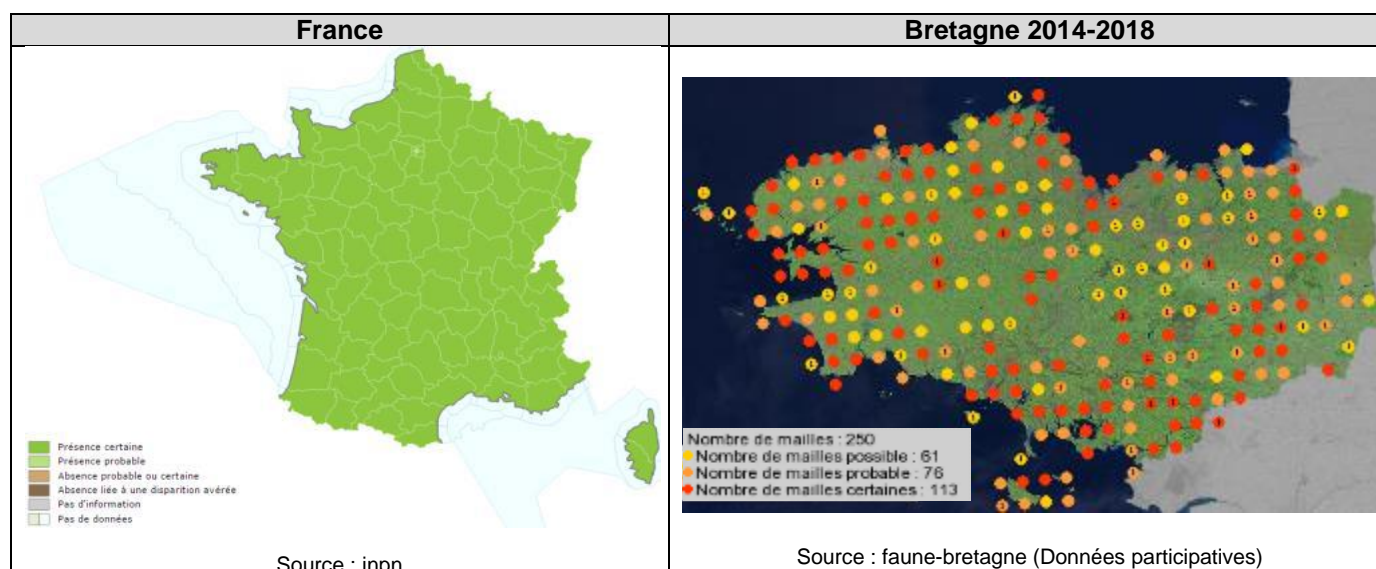 France
Bretagne 2014-2018
Présence certaine
Présence probable
Absence probable ou certaine
Absence liée à une disparition avérée
Pas d'information
Pas de données
Source : inpn
Nombre de mailles : 250
Nombre de mailles possible : 61
Nombre de mailles probable : 76
Nombre de mailles certaines : 113
Source : faune-bretagne (Données participatives)